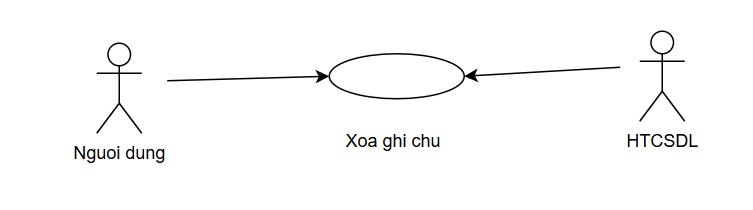 Nguoi dung
Xoa ghi chu
HTCSDL